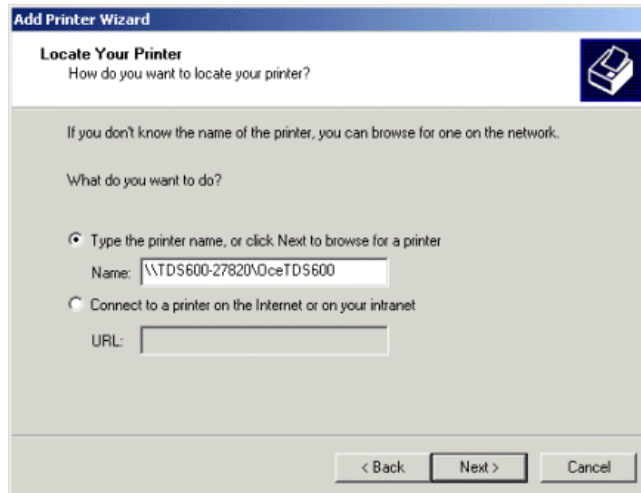 Add Printer Wizard
Locate Your Printer
How do you want to locate your printer?
If you don't know the name of the printer, you can browse for one on the network.
What do you want to do?
Type the printer name, or click Next to browse for a printer
Name: \\TDS600-27820\OceTDS600
Connect to a printer on the Internet or on your intranet
URL:
< Back Next > Cancel